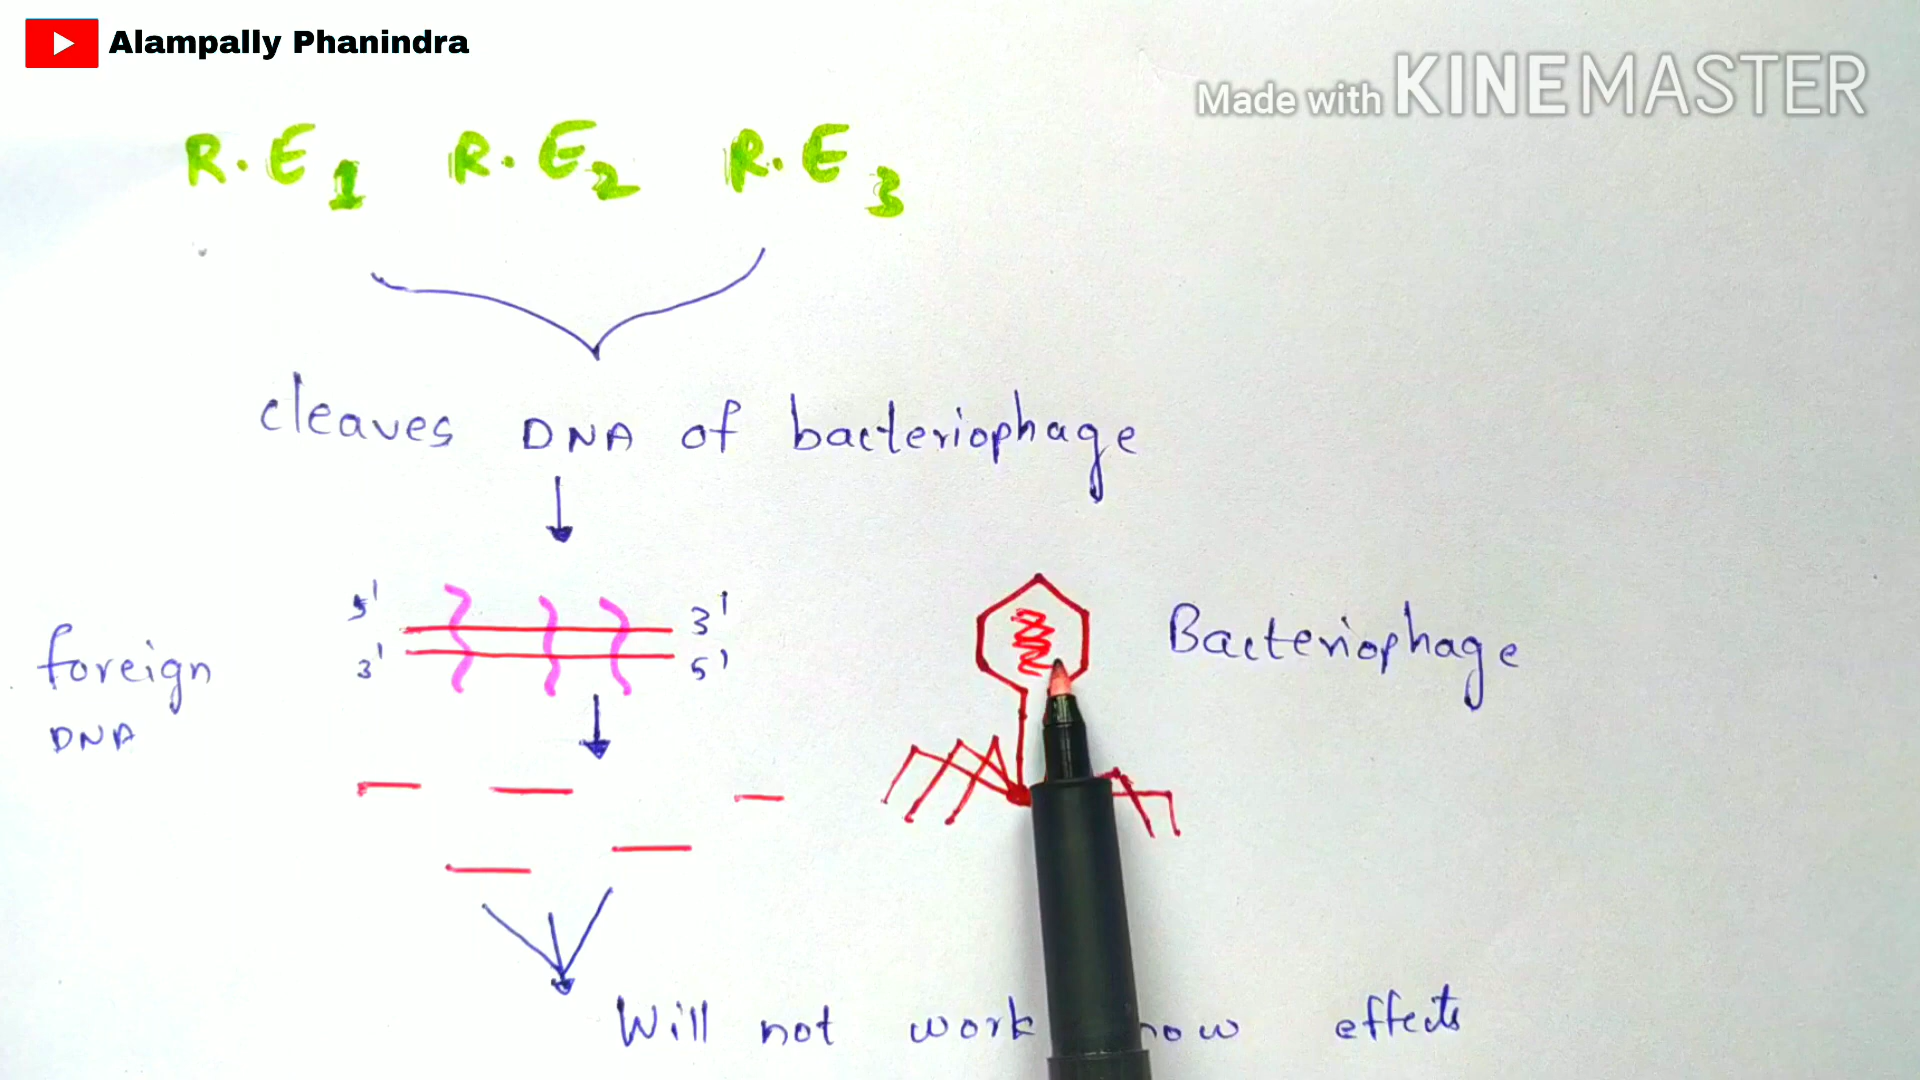 Alampally Phanindra
Made with KINEMASTER
R.E1 R.E2 R.E3
cleaves DNA of bacteriophage
5' 3'
3' 5'
foreign
DNA
Bacteriophage
Will not work how effects